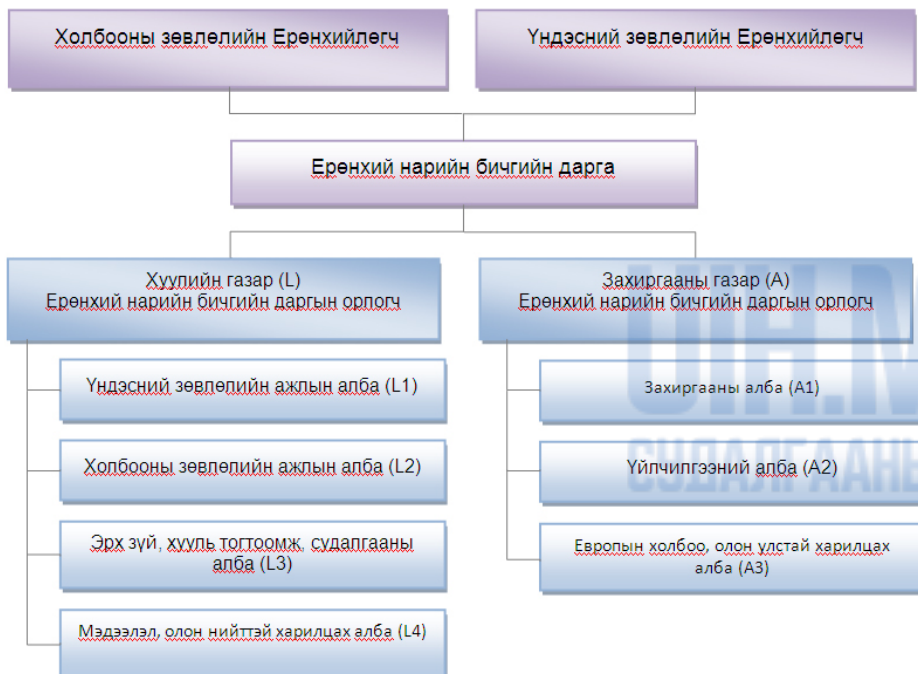 Холбооны зөвлөлийн Ерөнхийлөгч
Үндэсний зөвлөлийн Ерөнхийлөгч
Ерөнхий нарийн бичгийн дарга
Хуулийн газар (L)
Ерөнхий нарийн бичгийн даргын орлогч
Захиргааны газар (A)
Ерөнхий нарийн бичгийн даргын орлогч
Үндэсний зөвлөлийн ажлын алба (L1)
Холбооны зөвлөлийн ажлын алба (L2)
Эрх зүй, хууль тогтоомж, судалгааны
алба (L3)
Мэдээлэл, олон нийттэй харилцах алба (L4)
Захиргааны алба (A1)
Үйлчилгээний алба (A2)
Европын холбоо, олон улстай харилцах
алба (A3)
UIH.M
СУДАЛГААНЫ